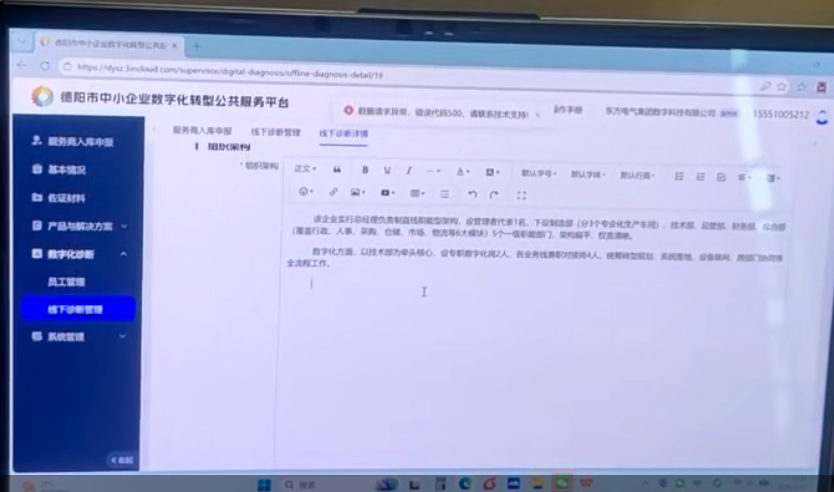 德阳市中小企业数字化转型公共服务
https://dysz.3incloud.com/supervisor/digital-diagnosis/offline-diagnosis-detail/19
德阳市中小企业数字化转型公共服务平台
数据请求异常，错误代码500，请联系技术支持!
操作手册
东方电气集团数字科技有限公司
15551005212
服务商入库申报
线下诊断管理
线下诊断详情
服务商入库申报
基本情况
佐证材料
产品与解决方案
数字化诊断
员工管理
线下诊断管理
系统管理
收起
组织架构
* 组织架构
正文
B U I
默认字号
默认字体
默认行高
该企业实行总经理负责制直线职能型架构，设管理者代表1名，下设制造部（分3个专业化生产车间）、技术部、品管部、财务部、综合部
（覆盖行政、人事、采购、仓储、市场、物流等6大模块）5个一级职能部门，架构扁平、权责清晰。
数字化方面，以技术部为牵头核心，设专职数字化岗2人，各业务线兼职对接岗4人，统筹转型规划、系统落地、设备联网、跨部门协同等
全流程工作。
搜索